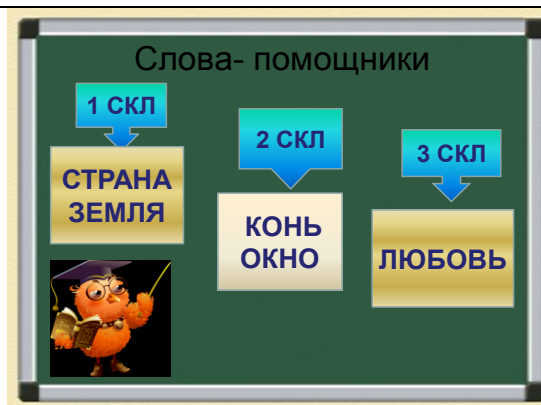 Слова- помощники
1 СКЛ
СТРАНА
ЗЕМЛЯ
2 СКЛ
КОНЬ
ОКНО
3 СКЛ
ЛЮБОВЬ